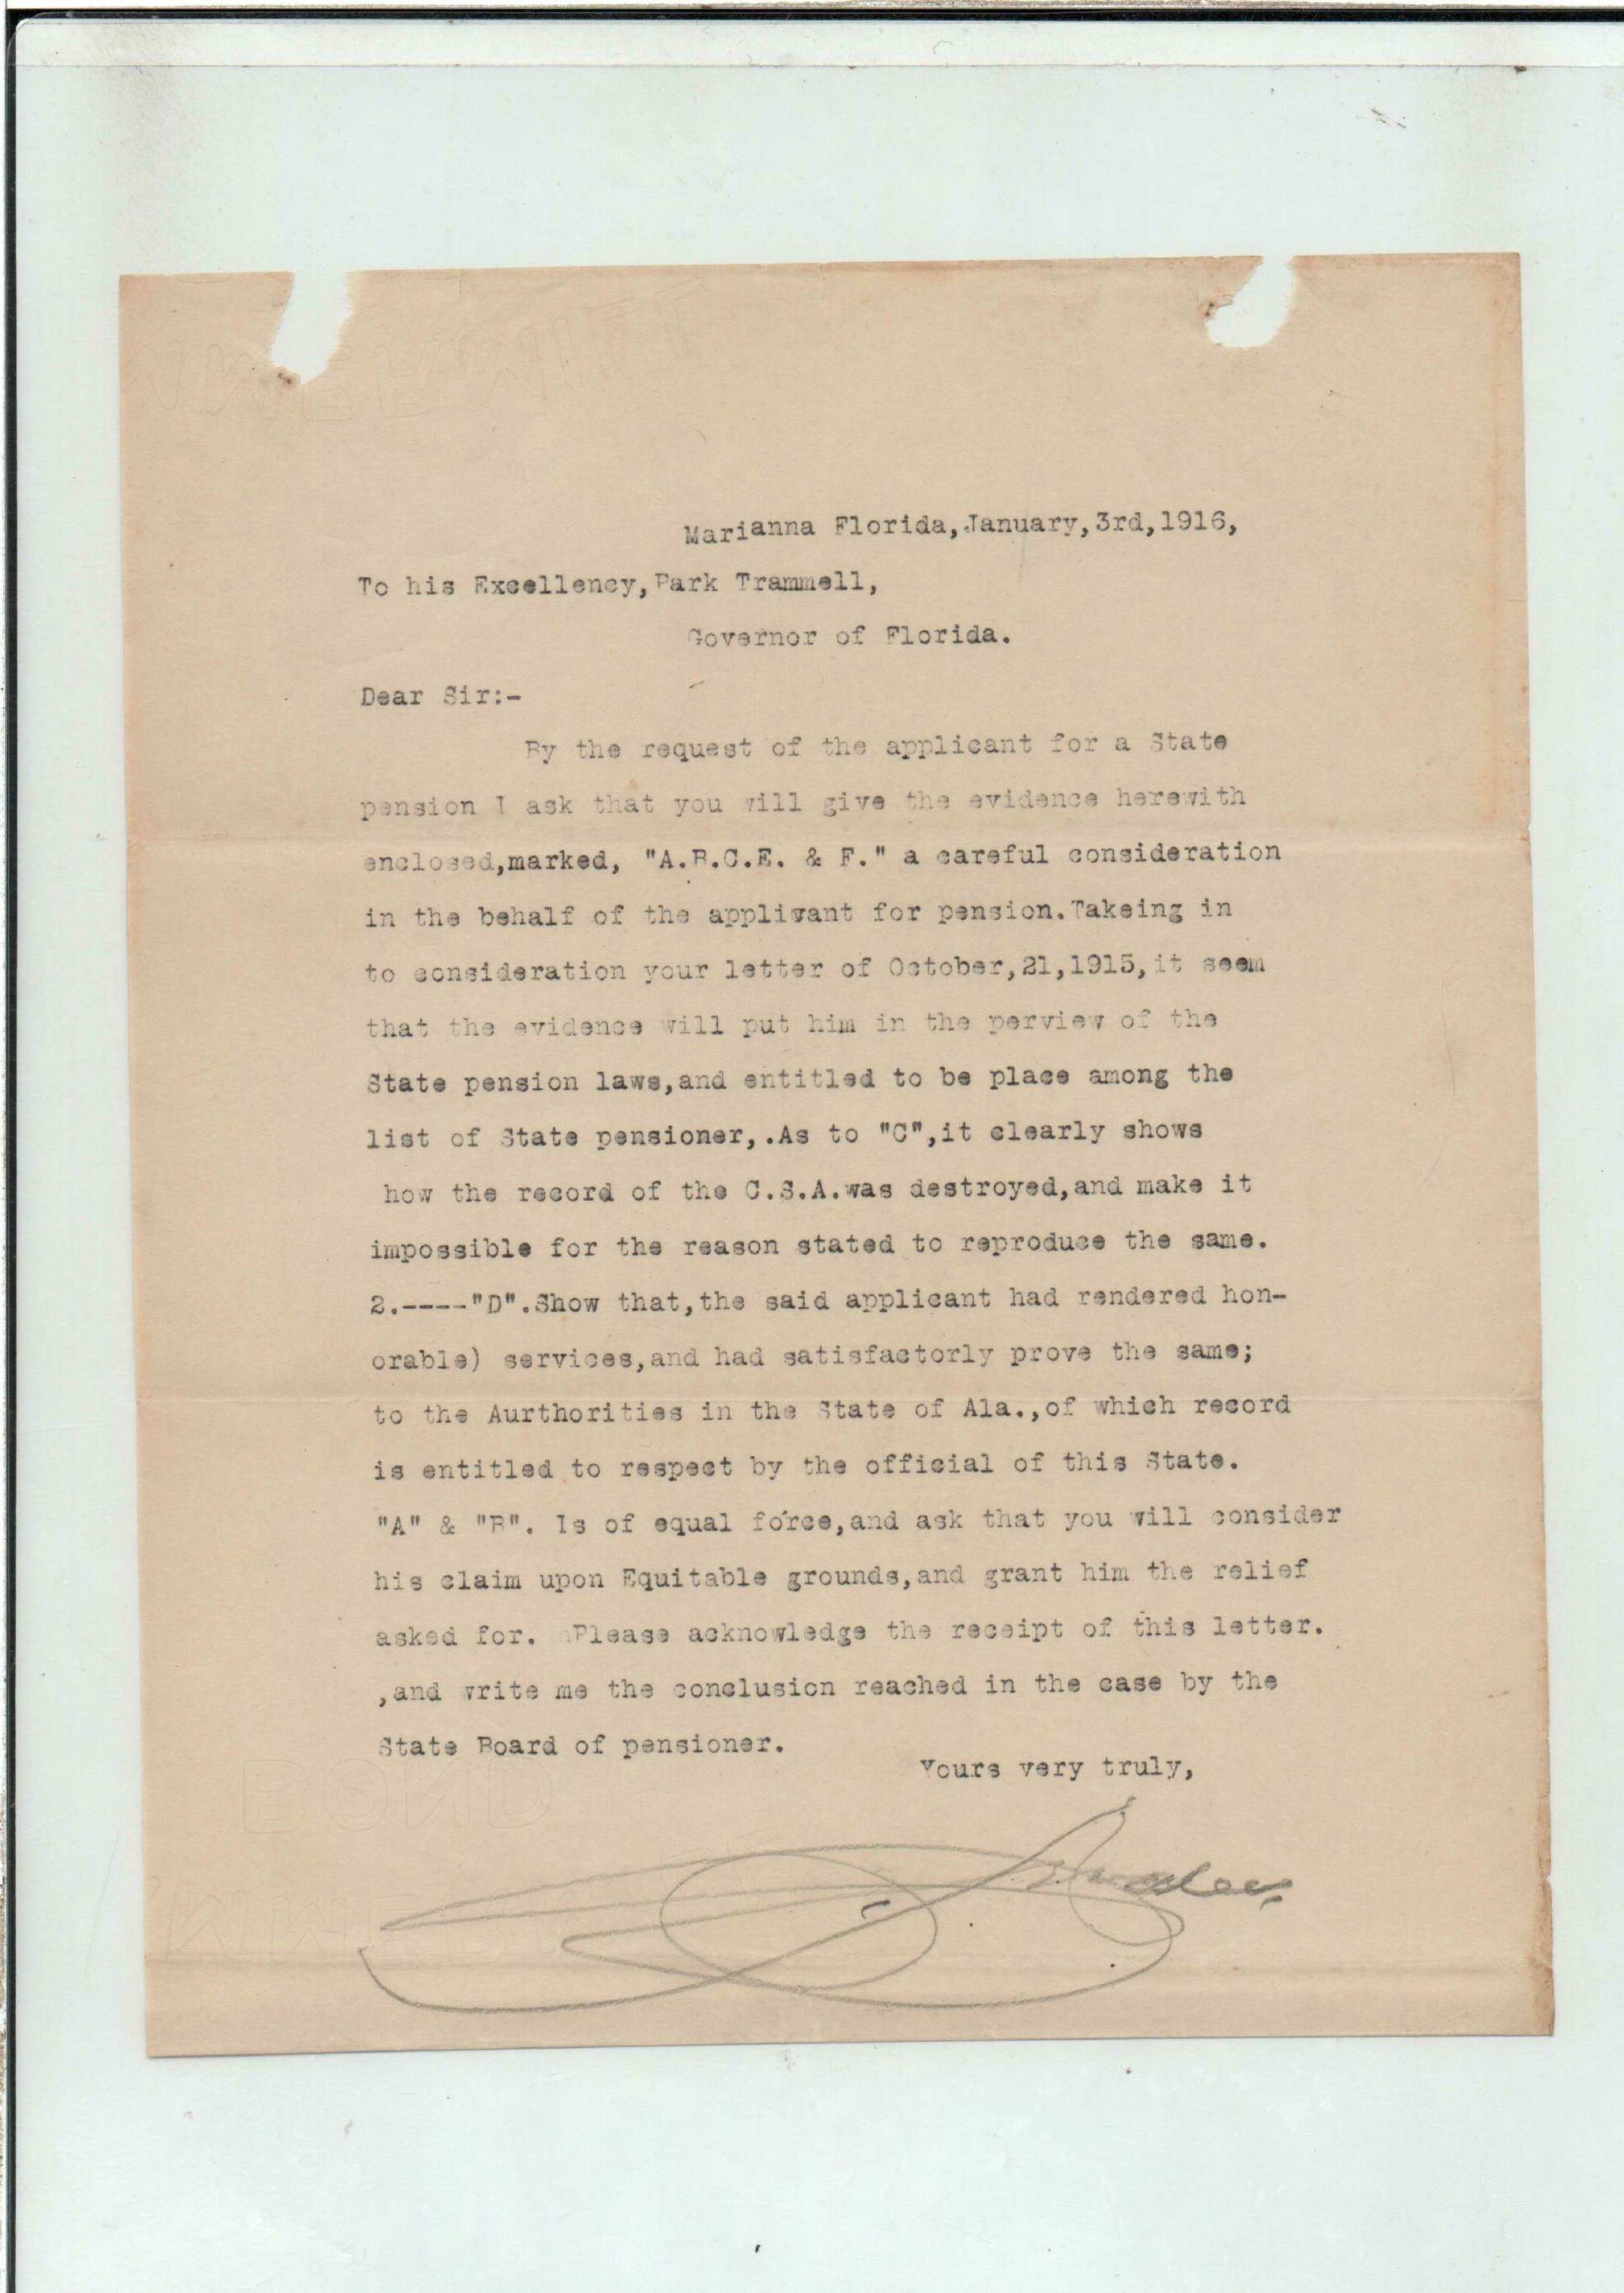 Marianna Florida,January,3rd,1916,
To his Excellency,Park Trammell,
Governor of Florida.
Dear Sir:-
By the request of the applicant for a State
pension I ask that you will give the evidence herewith
enclosed,marked, "A.B.C.E. & F." a careful consideration
in the behalf of the applivant for pension.Takeing in
to consideration your letter of October,21,1915,it seem
that the evidence will put him in the perview of the
State pension laws,and entitled to be place among the
list of State pensioner,.As to "C",it clearly shows
how the record of the C.S.A.was destroyed,and make it
impossible for the reason stated to reproduce the same.
2.----"D".Show that,the said applicant had rendered hon-
orable) services,and had satisfactorly prove the same;
to the Aurthorities in the State of Ala.,of which record
is entitled to respect by the official of this State.
"A" & "B". Is of equal force,and ask that you will consider
his claim upon Equitable grounds,and grant him the relief
asked for. Please acknowledge the receipt of this letter.
,and write me the conclusion reached in the case by the
State Board of pensioner.
Yours very truly,
BOND